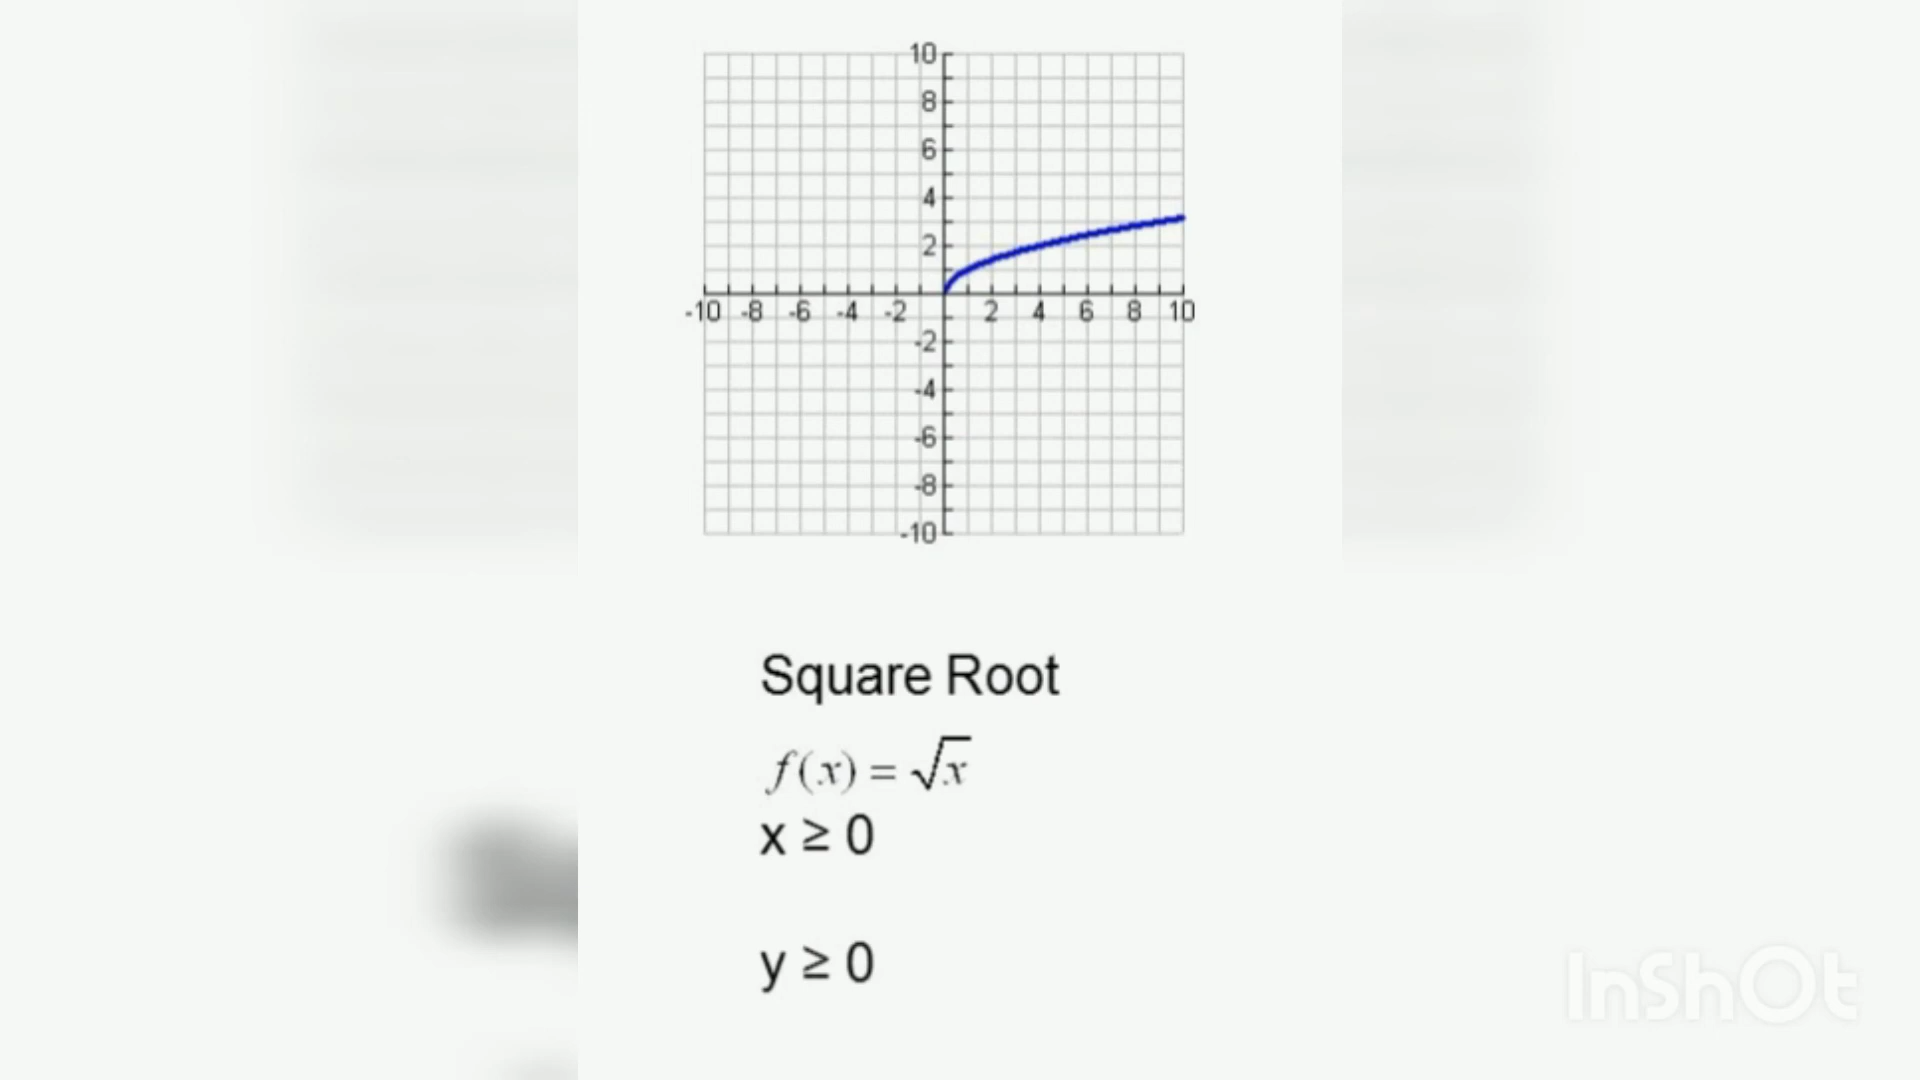 10
8
6
4
2
-10 -8 -6 -4 -2 2 4 6 8 10
-2
-4
-6
-8
-10
Square Root
f(x) = √x
x ≥ 0
y ≥ 0
InShOt